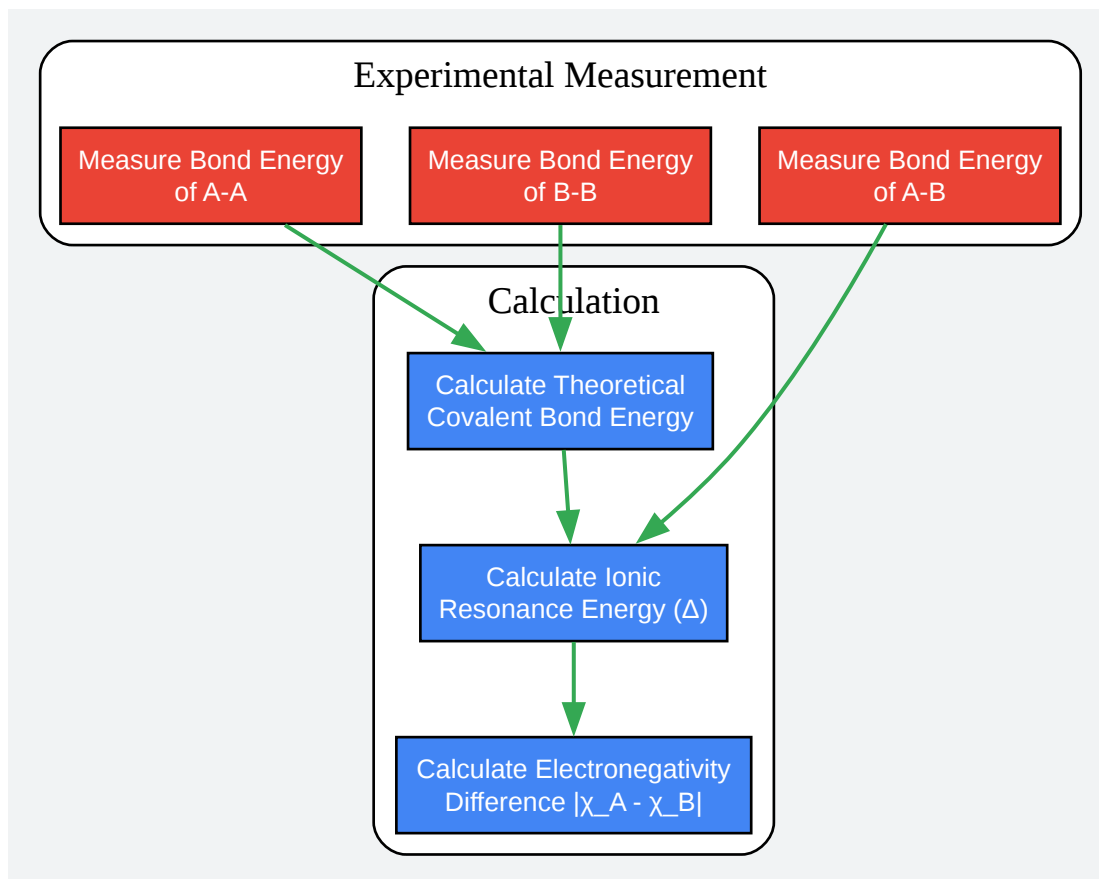 Experimental Measurement
Measure Bond Energy
of A-A
Measure Bond Energy
of B-B
Measure Bond Energy
of A-B
Calculation
Calculate Theoretical
Covalent Bond Energy
Calculate Ionic
Resonance Energy (Δ)
Calculate Electronegativity
Difference |χ_A - χ_B|